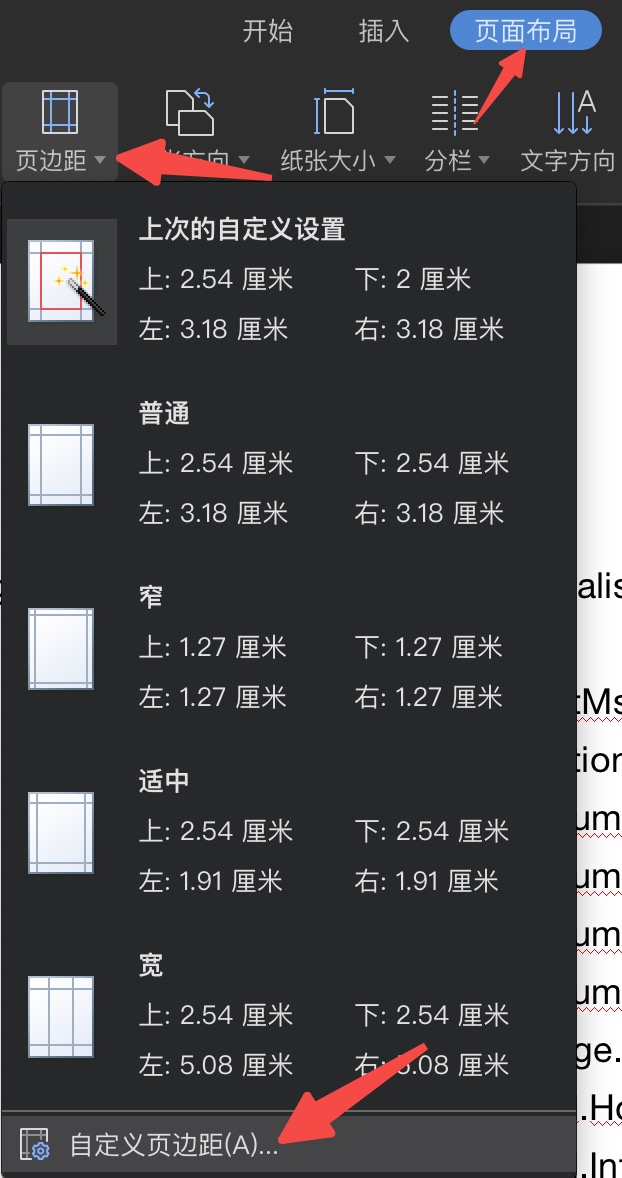 开始 插入 页面布局
页边距 方向 纸张大小 分栏 文字方向
上次的自定义设置
上: 2.54 厘米 下: 2 厘米
左: 3.18 厘米 右: 3.18 厘米
普通
上: 2.54 厘米 下: 2.54 厘米
左: 3.18 厘米 右: 3.18 厘米
窄
上: 1.27 厘米 下: 1.27 厘米
左: 1.27 厘米 右: 1.27 厘米
适中
上: 2.54 厘米 下: 2.54 厘米
左: 1.91 厘米 右: 1.91 厘米
宽
上: 2.54 厘米 下: 2.54 厘米
左: 5.08 厘米 右: 5.08 厘米
自定义页边距(A)...
alis
tMs
tion
um
um
um
um
ge.
.Ho
.Int